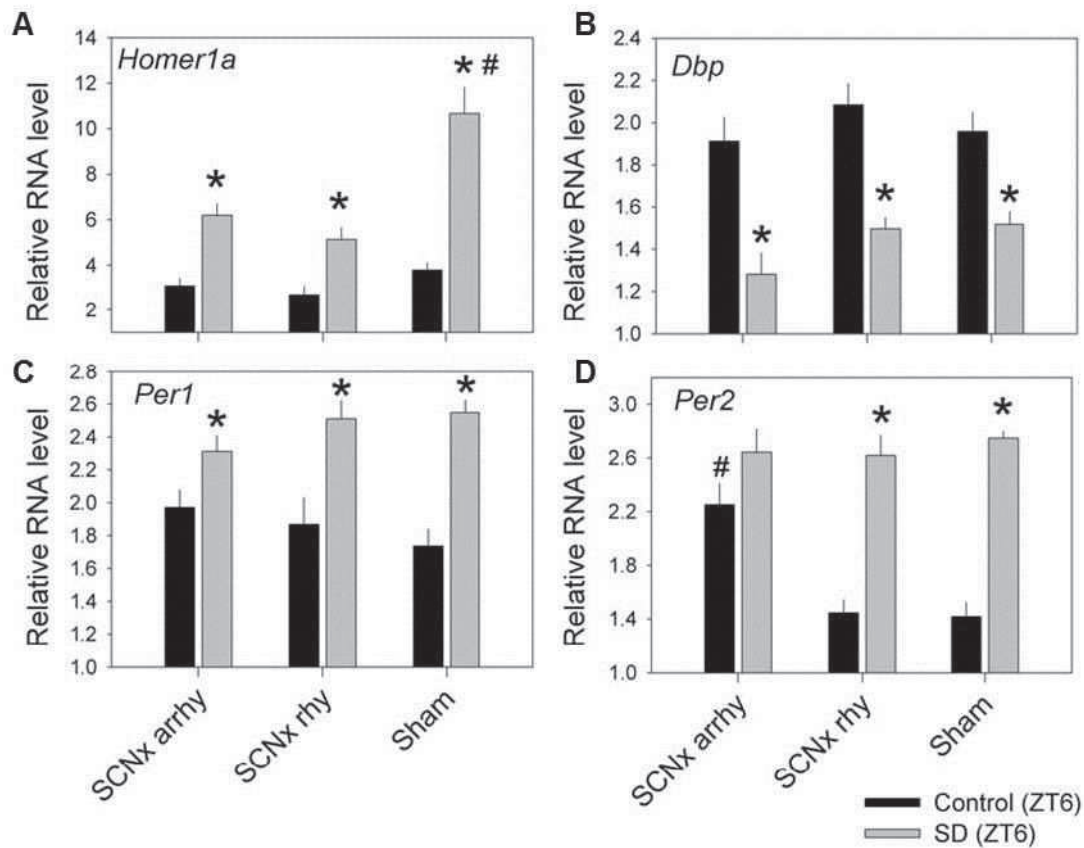 A
Homer1a
* #
*
*
14
12
10
8
6
4
2
Relative RNA level
B
Dbp
*
*
*
2.4
2.2
2.0
1.8
1.6
1.4
1.2
1.0
Relative RNA level
C
Per1
*
*
*
2.8
2.6
2.4
2.2
2.0
1.8
1.6
1.4
1.2
1.0
Relative RNA level
SCNx arrhy
SCNx rhy
Sham
D
Per2
#
*
*
3.0
2.6
2.2
1.8
1.4
1.0
Relative RNA level
SCNx arrhy
SCNx rhy
Sham
Control (ZT6)
SD (ZT6)